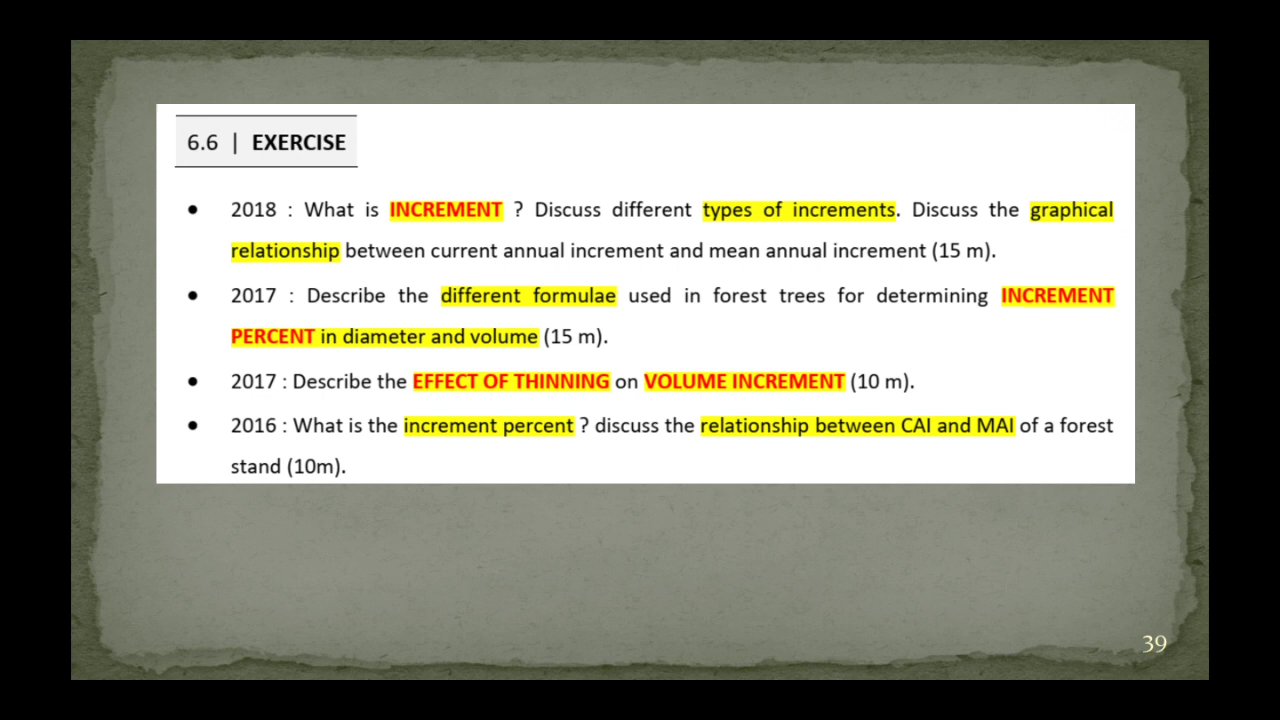 6.6 | EXERCISE
● 2018 : What is INCREMENT ? Discuss different types of increments. Discuss the graphical
relationship between current annual increment and mean annual increment (15 m).
● 2017 : Describe the different formulae used in forest trees for determining INCREMENT
PERCENT in diameter and volume (15 m).
● 2017 : Describe the EFFECT OF THINNING on VOLUME INCREMENT (10 m).
● 2016 : What is the increment percent ? discuss the relationship between CAI and MAI of a forest
stand (10m).
39